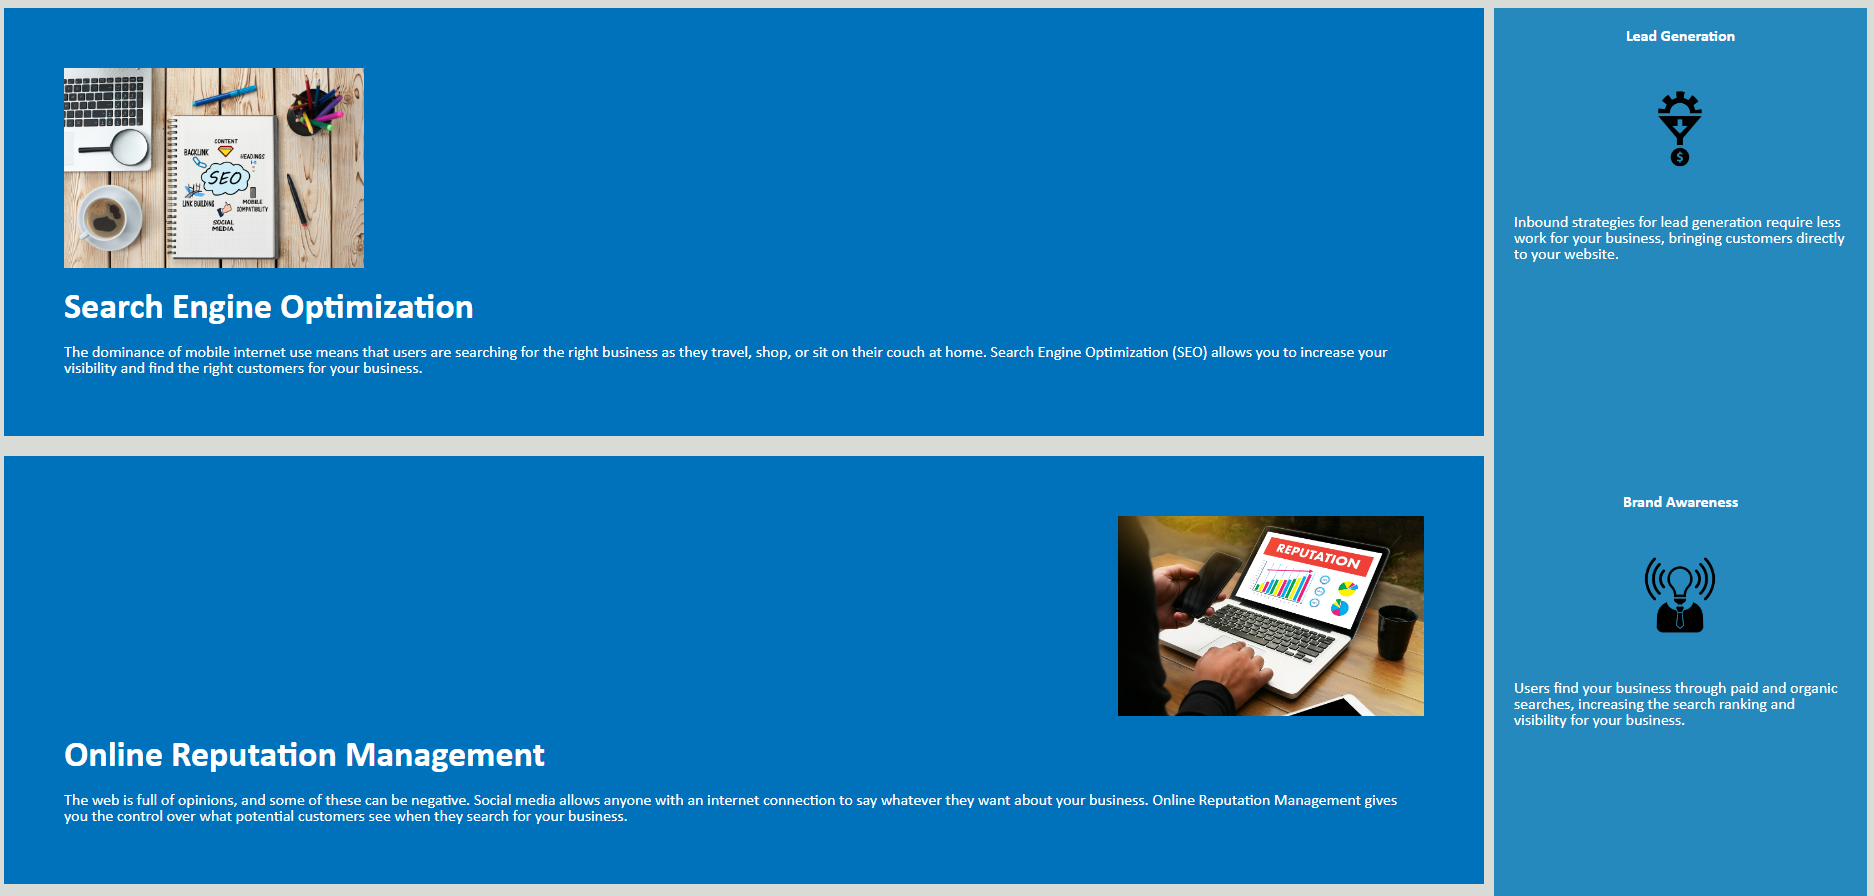 CONTENT
BACKLINK
HEADINGS
SEO
LINK BUILDING
MOBILE
COMPATIBILITY
SOCIAL
MEDIA
Search Engine Optimization
The dominance of mobile internet use means that users are searching for the right business as they travel, shop, or sit on their couch at home. Search Engine Optimization (SEO) allows you to increase your
visibility and find the right customers for your business.
REPUTATION
Online Reputation Management
The web is full of opinions, and some of these can be negative. Social media allows anyone with an internet connection to say whatever they want about your business. Online Reputation Management gives
you the control over what potential customers see when they search for your business.
Lead Generation
$
Inbound strategies for lead generation require less
work for your business, bringing customers directly
to your website.
Brand Awareness
Users find your business through paid and organic
searches, increasing the search ranking and
visibility for your business.